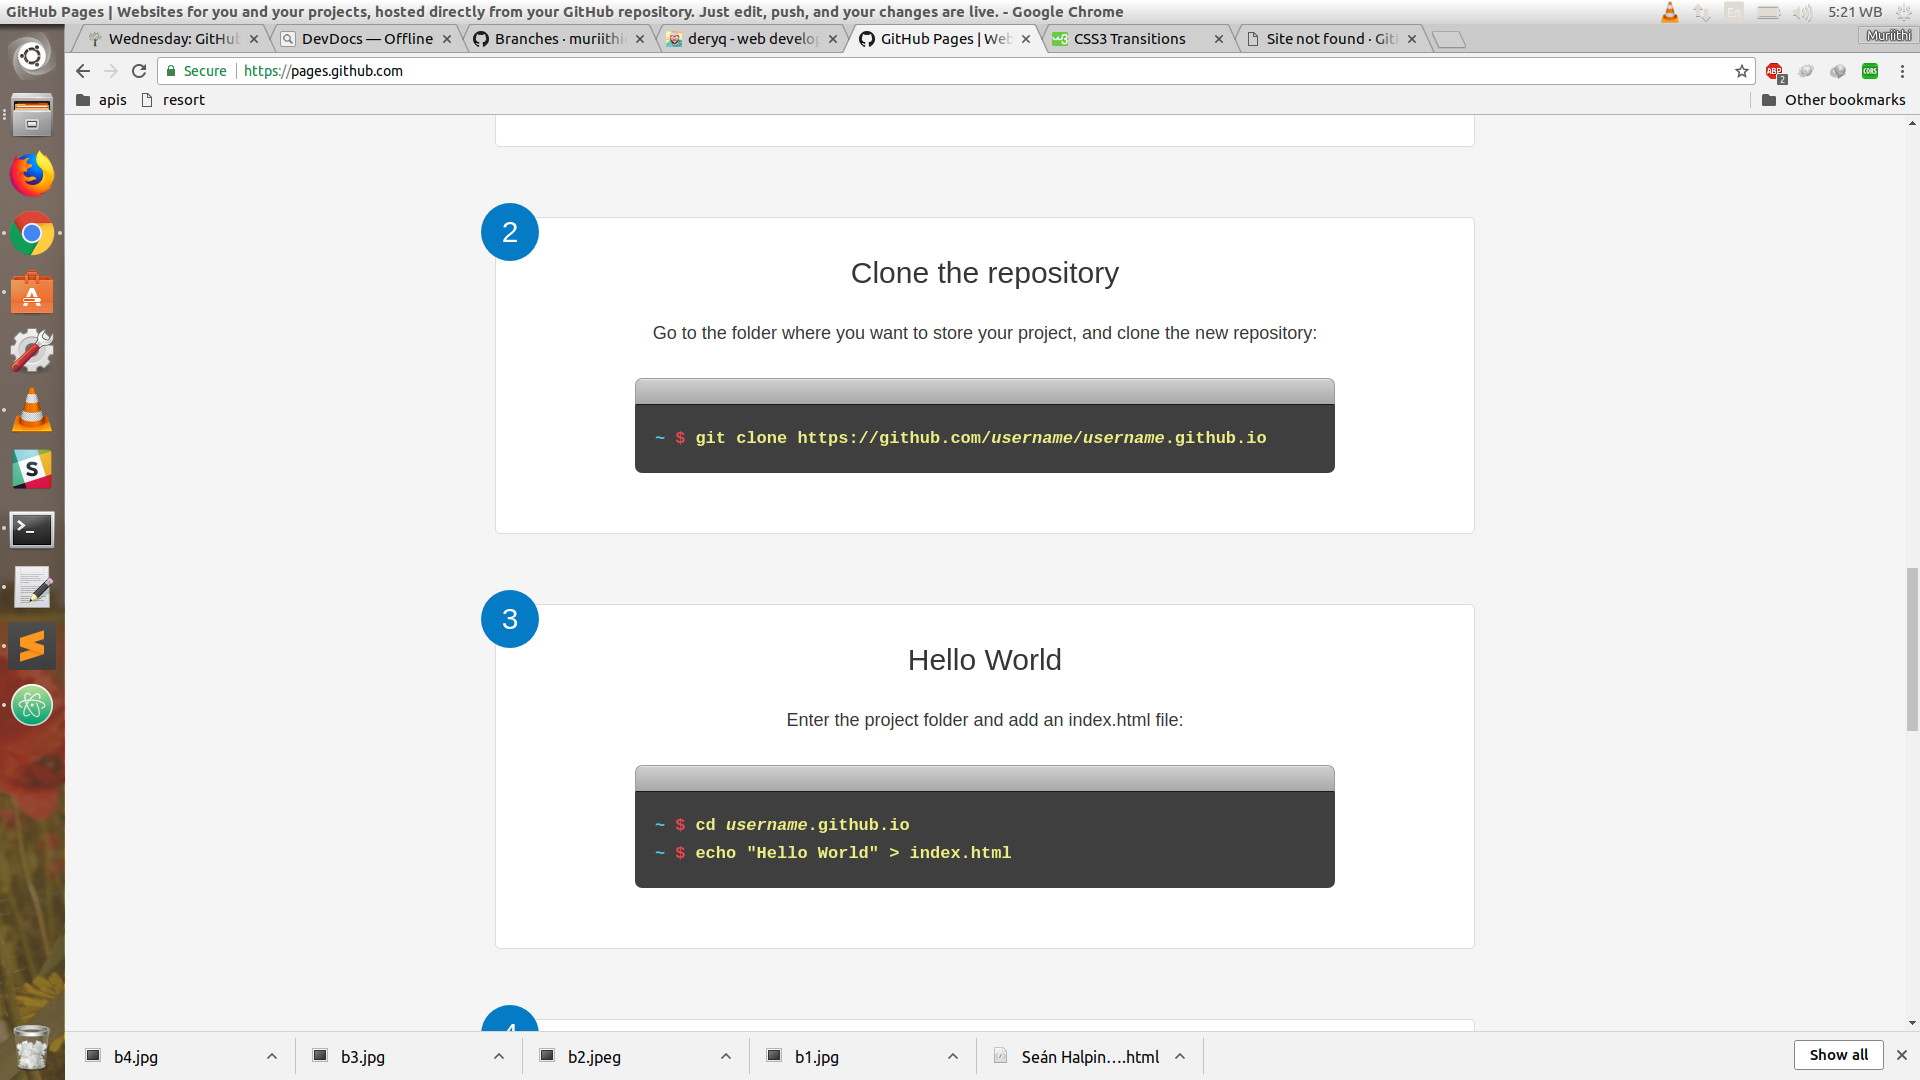 GitHub Pages | Websites for you and your projects, hosted directly from your GitHub repository. Just edit, push, and your changes are live. - Google Chrome
En
5:21 WB
Wednesday: GitHub
DevDocs — Offline
Branches · muriithi
deryq - web develop
GitHub Pages | Web
CSS3 Transitions
Site not found · Git
Muriithi
Secure
https://pages.github.com
ABP
2
CORS
apis
resort
Other bookmarks
2
Clone the repository
Go to the folder where you want to store your project, and clone the new repository:
~ $ git clone https://github.com/username/username.github.io
3
Hello World
Enter the project folder and add an index.html file:
~ $ cd username.github.io
~ $ echo "Hello World" > index.html
4
b4.jpg
b3.jpg
b2.jpeg
b1.jpg
Seán Halpin....html
Show all